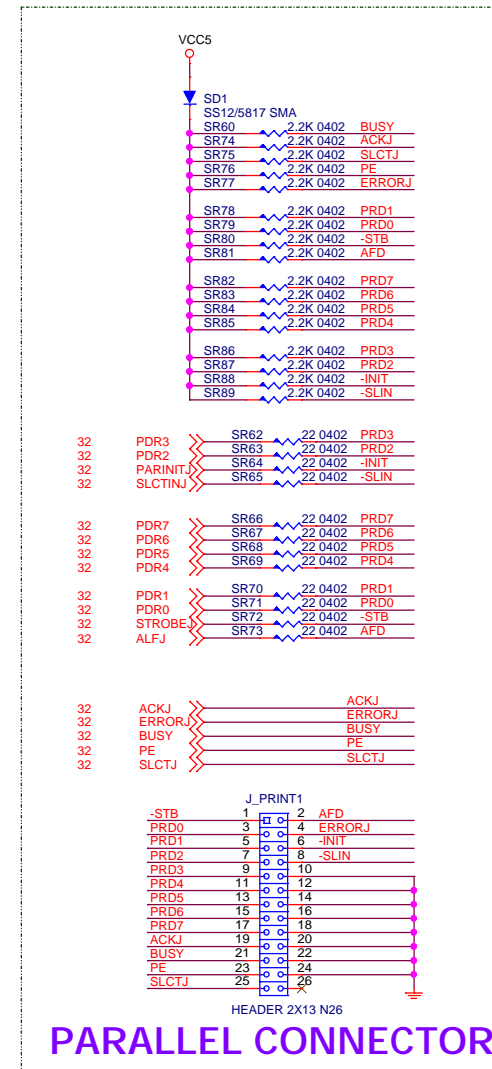 VCC5
SD1
SS12/5817 SMA
SR60 2.2K 0402 BUSY
SR74 2.2K 0402 ACKJ
SR75 2.2K 0402 SLCTJ
SR76 2.2K 0402 PE
SR77 2.2K 0402 ERRORJ
SR78 2.2K 0402 PRD1
SR79 2.2K 0402 PRD0
SR80 2.2K 0402 -STB
SR81 2.2K 0402 AFD
SR82 2.2K 0402 PRD7
SR83 2.2K 0402 PRD6
SR84 2.2K 0402 PRD5
SR85 2.2K 0402 PRD4
SR86 2.2K 0402 PRD3
SR87 2.2K 0402 PRD2
SR88 2.2K 0402 -INIT
SR89 2.2K 0402 -SLIN
32 PDR3 SR62 22 0402 PRD3
32 PDR2 SR63 22 0402 PRD2
32 PARINITJ SR64 22 0402 -INIT
32 SLCTINJ SR65 22 0402 -SLIN
32 PDR7 SR66 22 0402 PRD7
32 PDR6 SR67 22 0402 PRD6
32 PDR5 SR68 22 0402 PRD5
32 PDR4 SR69 22 0402 PRD4
32 PDR1 SR70 22 0402 PRD1
32 PDR0 SR71 22 0402 PRD0
32 STROBEJ SR72 22 0402 -STB
32 ALFJ SR73 22 0402 AFD
32 ACKJ ACKJ
32 ERRORJ ERRORJ
32 BUSY BUSY
32 PE PE
32 SLCTJ SLCTJ
J_PRINT1
-STB 1 2 AFD
PRD0 3 4 ERRORJ
PRD1 5 6 -INIT
PRD2 7 8 -SLIN
PRD3 9 10
PRD4 11 12
PRD5 13 14
PRD6 15 16
PRD7 17 18
ACKJ 19 20
BUSY 21 22
PE 23 24
SLCTJ 25 26
HEADER 2X13 N26
PARALLEL CONNECTOR